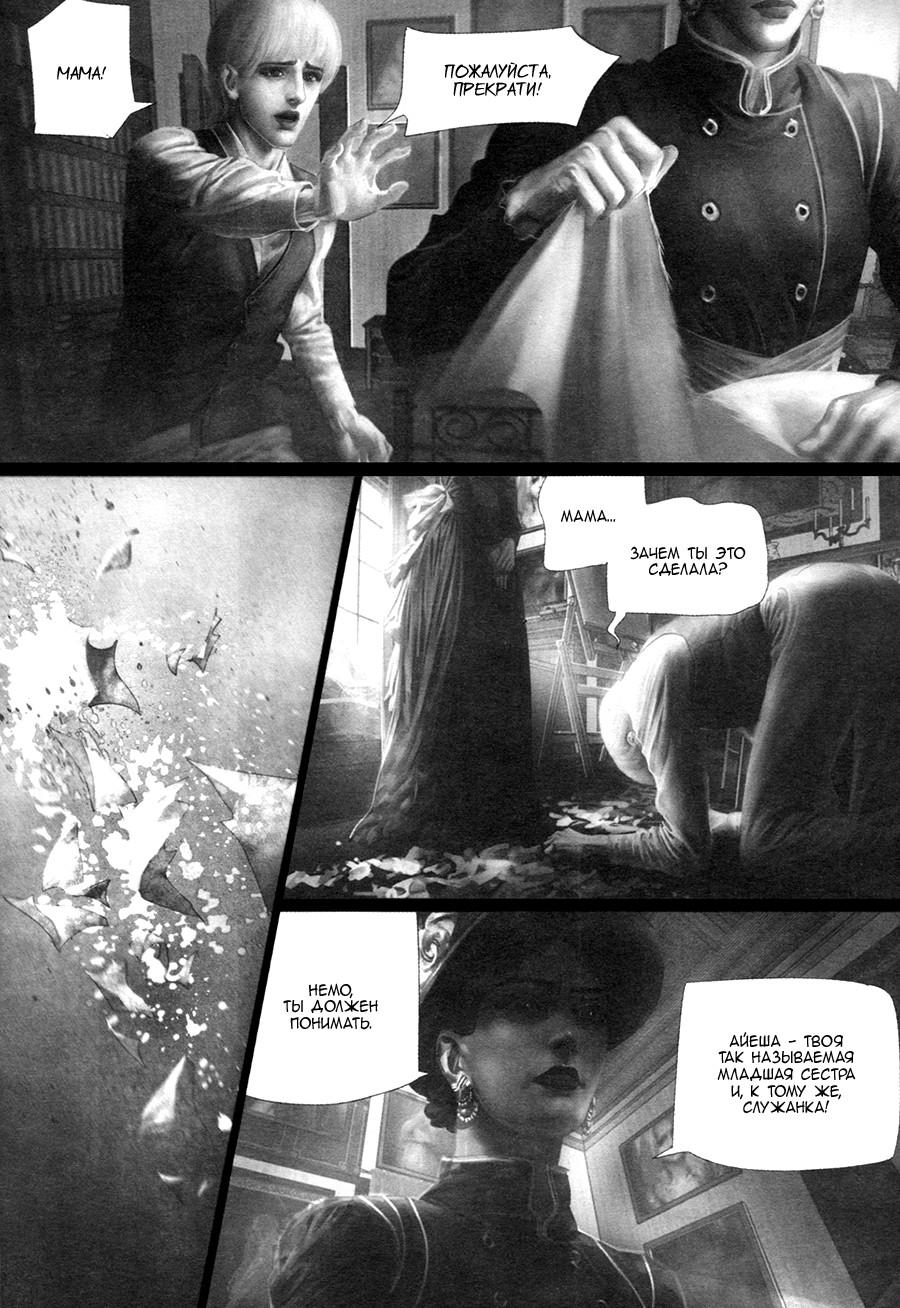 МАМА!
ПОЖАЛУЙСТА,
ПРЕКРАТИ!
МАМА...
ЗАЧЕМ ТЫ ЭТО
СДЕЛАЛА?
НЕМО,
ТЫ ДОЛЖЕН
ПОНИМАТЬ.
АЙЕША - ТВОЯ
ТАК НАЗЫВАЕМАЯ
МЛАДШАЯ СЕСТРА
И, К ТОМУ ЖЕ,
СЛУЖАНКА!